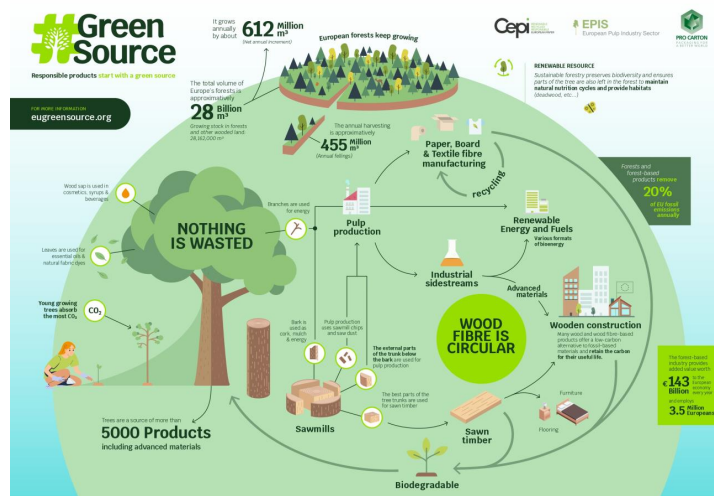 #Green
Source
Responsible products start with a green source
FOR MORE INFORMATION
eugreensource.org
It grows
annually
by about
612 Million
m³
(Net annual increment)
European forests keep growing
The total volume of
Europe's forests is
approximately
28 Billion
m³
Growing stock in forests
and other wooded land:
The annual harvesting
is approximately
455 Million
m³
(Annual fellings)
Cepi
EPIS
European Pulp Industry Sector
PRO CARTON
RENEWABLE RESOURCE
Sustainable forestry preserves biodiversity and ensures
parts of the tree are also left in the forest to maintain
natural nutrition cycles and provide habitats
(deadwood, etc...)
Forests and
forest-based
products remove
20%
of EU fossil
emissions
annually
Paper, Board
& Textile fibre
manufacturing
recycling
Wood sap is used in
cosmetics, syrups &
beverages
NOTHING
IS WASTED
Branches are used
for energy
Pulp
production
Renewable
Energy and Fuels
Various formats
of bioenergy
Leaves are used for
essential oils &
natural fabric dyes
Industrial
sidestreams
Advanced
materials
Young growing
trees absorb
the most CO₂
CO₂
WOOD
FIBRE IS
CIRCULAR
Wooden construction
Many wood and wood fibre-based
products offer a low-carbon
alternative to fossil-based
materials and retain the carbon
for their useful life.
Bark is
used as
cork, mulch
& energy
Pulp production
uses sawmill chips
and saw dust
The external parts
of the trunk below
the bark are used for
pulp production
The forest-based
industry provides
added value worth
€143
Billion
to the
European
economy
every year
and employs
3.5 Million
Europeans
The best parts of the
tree trunks are used
for sawn timber
Sawmills
Sawn
timber
Furniture
Flooring
Trees are a source of more than
5000 Products
including advanced materials
Biodegradable